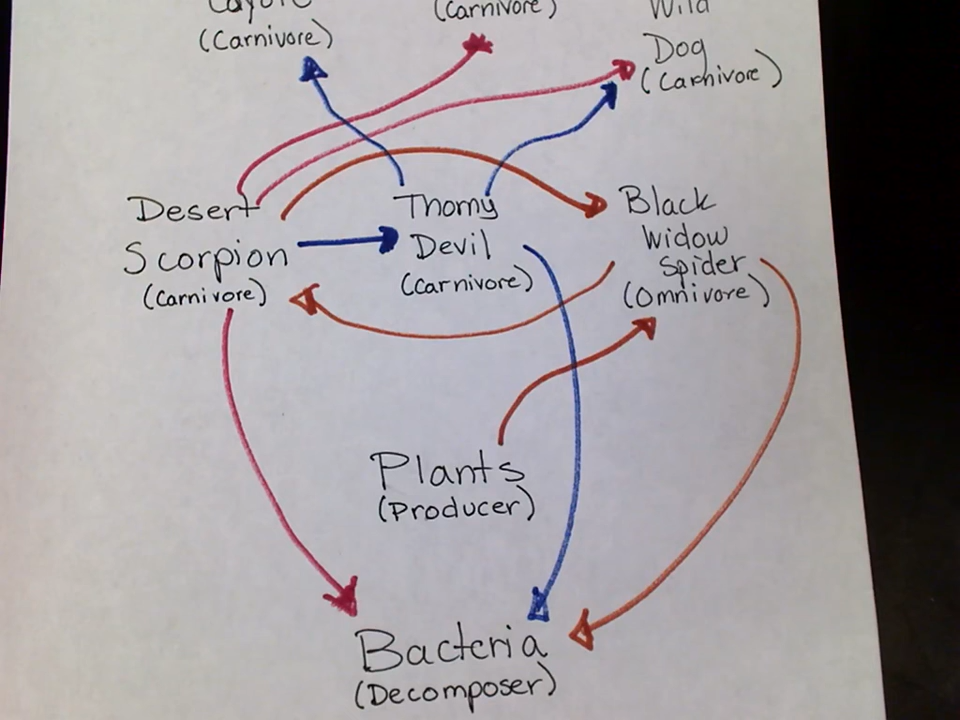 (Carnivore)
(Carnivore)
Wild
Dog
(Carnivore)
Desert
Scorpion
(Carnivore)
Thorny
Devil
(Carnivore)
Black
Widow
Spider
(Omnivore)
Plants
(Producer)
Bacteria
(Decomposer)